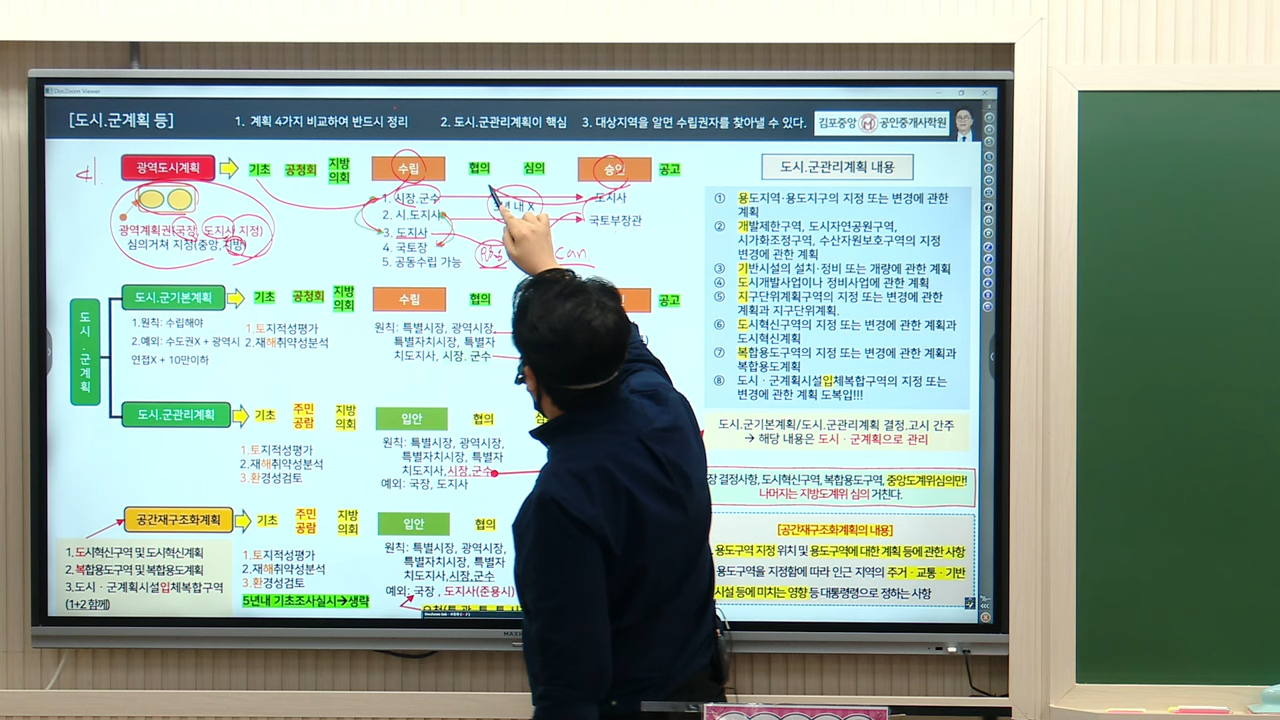 DocZoom Viewer
[도시.군계획 등]
1. 계획 4가지 비교하여 반드시 정리
2. 도시.군관리계획이 핵심
3. 대상지역을 알면 수립권자를 찾아낼 수 있다.
김포중앙 공인중개사학원
광역도시계획
기초
공청회
지방
의회
수립
협의
심의
승인
공고
광역계획권(국장, 도지사 지정)
심의거쳐 지정(중앙,지방)
1. 시장,군수
2. 시.도지사
3. 도지사
4. 국토장
5. 공동수립 가능
년 내 X
도지사
국토부장관
요청
can
도시.군계획
도시.군기본계획
기초
공청회
지방
의회
수립
협의
공고
1.원칙: 수립해야
2.예외: 수도권X + 광역시
연접X + 10만이하
1.토지적성평가
2.재해취약성분석
원칙: 특별시장, 광역시장,
특별자치시장, 특별자
치도지사, 시장, 군수
도시.군관리계획
기초
주민
공람
지방
의회
입안
협의
1.토지적성평가
2.재해취약성분석
3.환경성검토
원칙: 특별시장, 광역시장,
특별자치시장, 특별자
치도지사,시장,군수
예외: 국장, 도지사
공간재구조화계획
기초
주민
공람
지방
의회
입안
협의
1. 도시혁신구역 및 도시혁신계획
2. 복합용도구역 및 복합용도계획
3.도시ㆍ군계획시설입체복합구역
(1+2 함께)
1.토지적성평가
2.재해취약성분석
3.환경성검토
5년내 기초조사실시→생략
원칙: 특별시장, 광역시장,
특별자치시장, 특별자
치도지사,시장,군수
예외: 국장 , 도지사(준용시)
도시.군관리계획 내용
① 용도지역·용도지구의 지정 또는 변경에 관한
계획
② 개발제한구역, 도시자연공원구역,
시가화조정구역, 수산자원보호구역의 지정
변경에 관한 계획
③ 기반시설의 설치·정비 또는 개량에 관한 계획
④ 도시개발사업이나 정비사업에 관한 계획
⑤ 지구단위계획구역의 지정 또는 변경에 관한
계획과 지구단위계획.
⑥ 도시혁신구역의 지정 또는 변경에 관한 계획과
도시혁신계획
⑦ 복합용도구역의 지정 또는 변경에 관한 계획과
복합용도계획
⑧ 도시ㆍ군계획시설입체복합구역의 지정 또는
변경에 관한 계획 도복입!!!
도시.군기본계획/도시.군관리계획 결정.고시 간주
→ 해당 내용은 도시ㆍ군계획으로 관리
장 결정사항, 도시혁신구역, 복합용도구역, 중앙도계위심의만!
나머지는 지방도계위 심의 거친다.
[공간재구조화계획의 내용]
용도구역 지정 위치 및 용도구역에 대한 계획 등에 관한 사항
용도구역을 지정함에 따라 인근 지역의 주거ㆍ교통ㆍ기반
시설 등에 미치는 영향 등 대통령령으로 정하는 사항